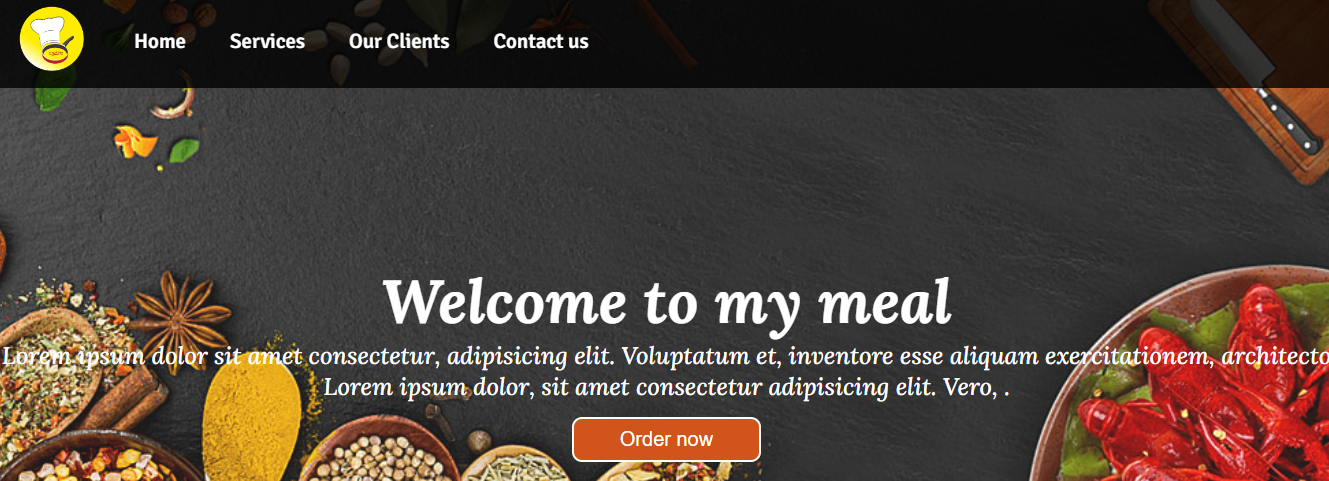 Home Services Our Clients Contact us
Welcome to my meal
Lorem ipsum dolor sit amet consectetur, adipisicing elit. Voluptatum et, inventore esse aliquam exercitationem, architecto
Lorem ipsum dolor, sit amet consectetur adipisicing elit. Vero, .
Order now